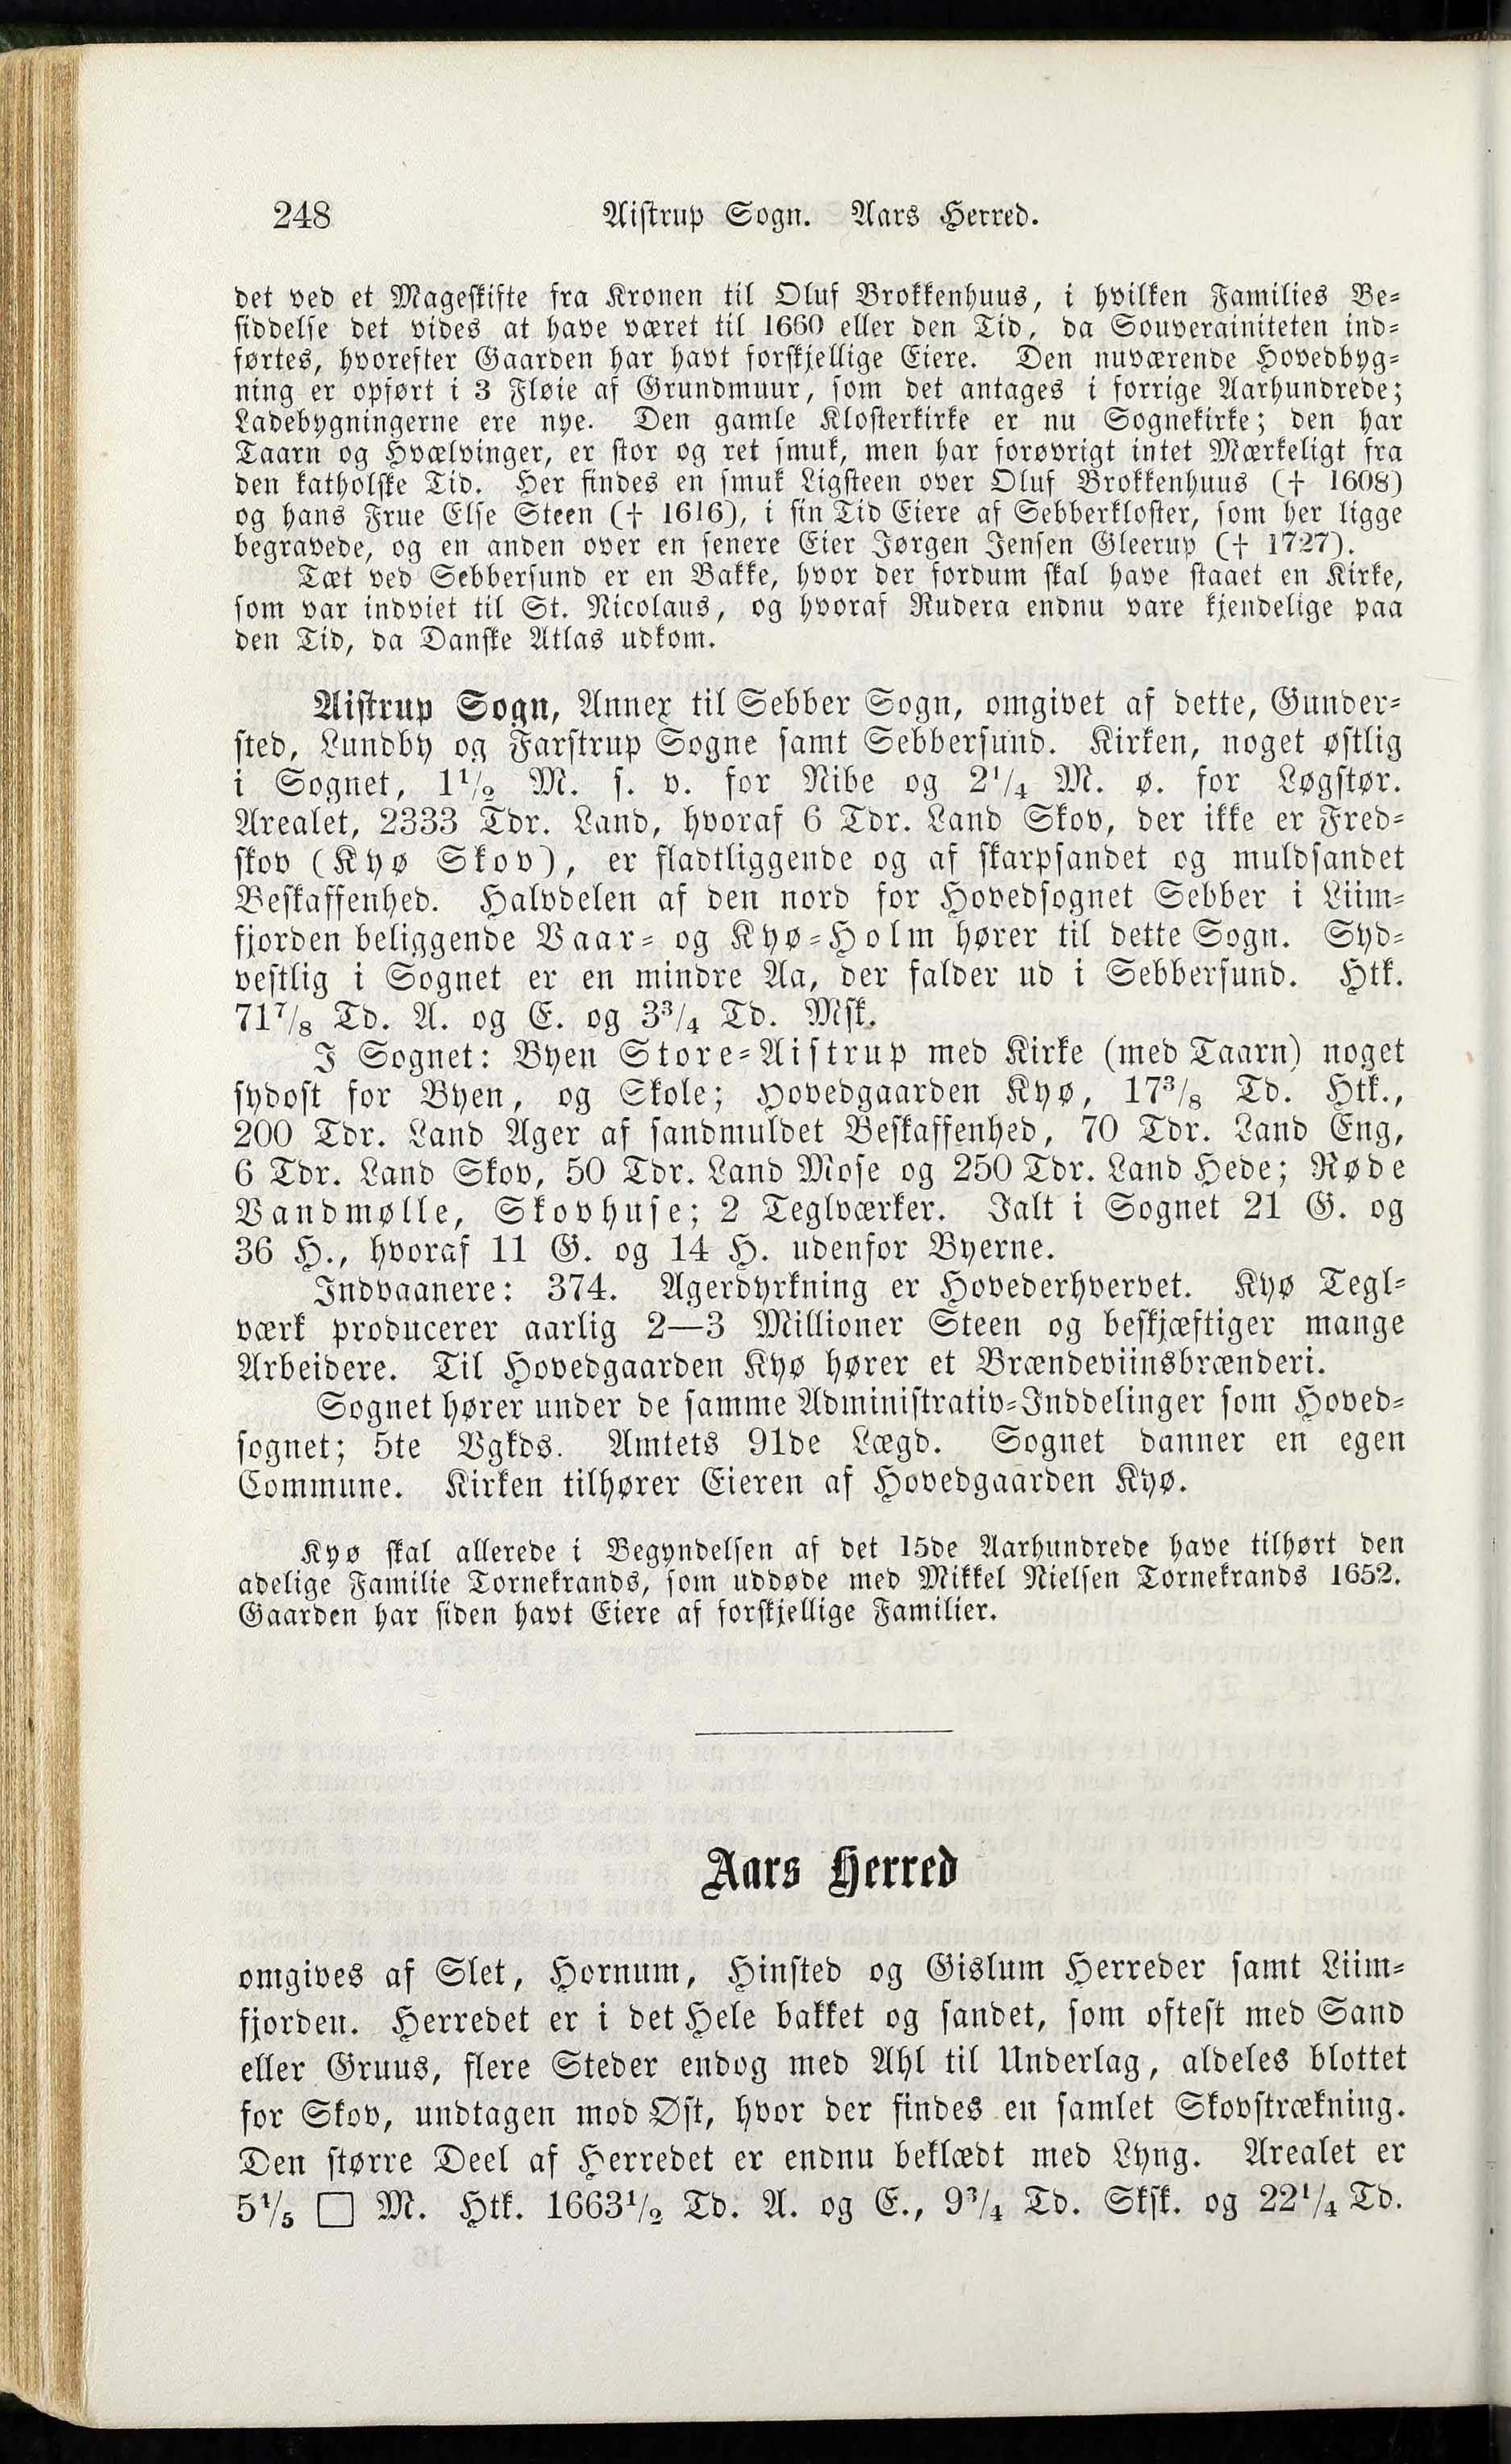 248 Aistrup Sogn. Aars Herred.
det ved et Mageskifte fra Kronen til Oluf Brokkenhuus, i hvilken Families Be-
siddelse det vides at have været til 1660 eller den Tid, da Souverainiteten ind-
førtes, hvorefter Gaarden har havt forskjellige Eiere. Den nuværende Hovedbyg-
ning er opført i 3 Fløie af Grundmuur, som det antages i forrige Aarhundrede;
Ladebygningerne ere nye. Den gamle Klosterkirke er nu Sognekirke; den har
Taarn og Hvælvinger, er stor og ret smuk, men har forøvrigt intet Mærkeligt fra
den katholske Tid. Her findes en smuk Ligsteen over Oluf Brokkenhuus († 1608)
og hans Frue Else Steen († 1616), i sin Tid Eiere af Sebberkloster, som her ligge
begravede, og en anden over en senere Eier Jørgen Jensen Gleerup († 1727).
Tæt ved Sebbersund er en Bakke, hvor der fordum skal have staaet en Kirke,
som var indviet til St. Nicolaus, og hvoraf Rudera endnu vare kjendelige paa
den Tid, da Danske Atlas udkom.
Aistrup Sogn, Annex til Sebber Sogn, omgivet af dette, Gunder-
sted, Lundby og Farstrup Sogne samt Sebbersund. Kirken, noget østlig
i Sognet, 1 1/2 M. s. v. for Nibe og 2 1/4 M. ø. for Løgstør.
Arealet, 2333 Tdr. Land, hvoraf 6 Tdr. Land Skov, der ikke er Fred-
skov (Kyø Skov), er fladtliggende og af skarpsandet og muldsandet
Beskaffenhed. Halvdelen af den nord for Hovedsognet Sebber i Liim-
fjorden beliggende Vaar- og Kyø-Holm hører til dette Sogn. Syd-
vestlig i Sognet er en mindre Aa, der falder ud i Sebbersund. Htk.
71 7/8 Td. A. og E. og 3 3/4 Td. Msk.
I Sognet: Byen Store-Aistrup med Kirke (med Taarn) noget
sydost for Byen, og Skole; Hovedgaarden Kyø, 17 3/8 Td. Htk.,
200 Tdr. Land Ager af sandmuldet Beskaffenhed, 70 Tdr. Land Eng,
6 Tdr. Land Skov, 50 Tdr. Land Mose og 250 Tdr. Land Hede; Røde
Vandmølle, Skovhuse; 2 Teglværker. Ialt i Sognet 21 G. og
36 H., hvoraf 11 G. og 14 H. udenfor Byerne.
Indvaanere: 374. Agerdyrkning er Hovederhvervet. Kyø Tegl-
værk producerer aarlig 2—3 Millioner Steen og beskjæftiger mange
Arbeidere. Til Hovedgaarden Kyø hører et Brændeviinsbrænderi.
Sognet hører under de samme Administrativ-Inddelinger som Hoved-
sognet; 5te Vgkds. Amtets 91de Lægd. Sognet danner en egen
Commune. Kirken tilhører Eieren af Hovedgaarden Kyø.
Kyø skal allerede i Begyndelsen af det 15de Aarhundrede have tilhørt den
adelige Familie Tornekrands, som uddøde med Mikkel Nielsen Tornekrands 1652.
Gaarden har siden havt Eiere af forskjellige Familier.
Aars Herred
omgives af Slet, Hornum, Hinsted og Gislum Herreder samt Liim-
fjorden. Herredet er i det Hele bakket og sandet, som oftest med Sand
eller Gruus, flere Steder endog med Ahl til Underlag, aldeles blottet
for Skov, undtagen mod Øst, hvor der findes en samlet Skovstrækning.
Den større Deel af Herredet er endnu beklædt med Lyng. Arealet er
5 1/5 □ M. Htk. 1663 1/2 Td. A. og E., 9 3/4 Td. Sksk. og 22 1/4 Td.